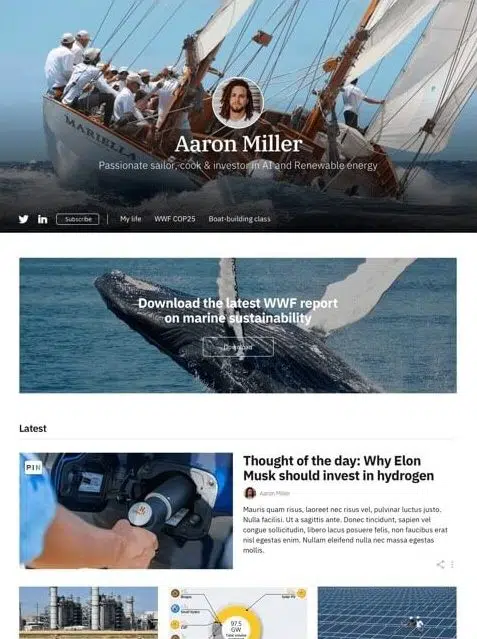 MARIELLA
Aaron Miller
Passionate sailor, cook & investor in AI and Renewable energy
Subscribe
My life
WWF COP25
Boat-building class
Download the latest WWF report
on marine sustainability
Download
Latest
PIN
Thought of the day: Why Elon
Musk should invest in hydrogen
Aaron Miller
Mauris quam risus, laoreet nec risus vel, pulvinar luctus justo.
Nulla facilisi. Ut a sagittis ante. Donec tincidunt, sapien vel
congue sollicitudin, libero lacus posuere felis, non faucibus erat
nisl egestas enim. Nullam eleifend nulla nec massa egestas
mollis.
97.5
GW